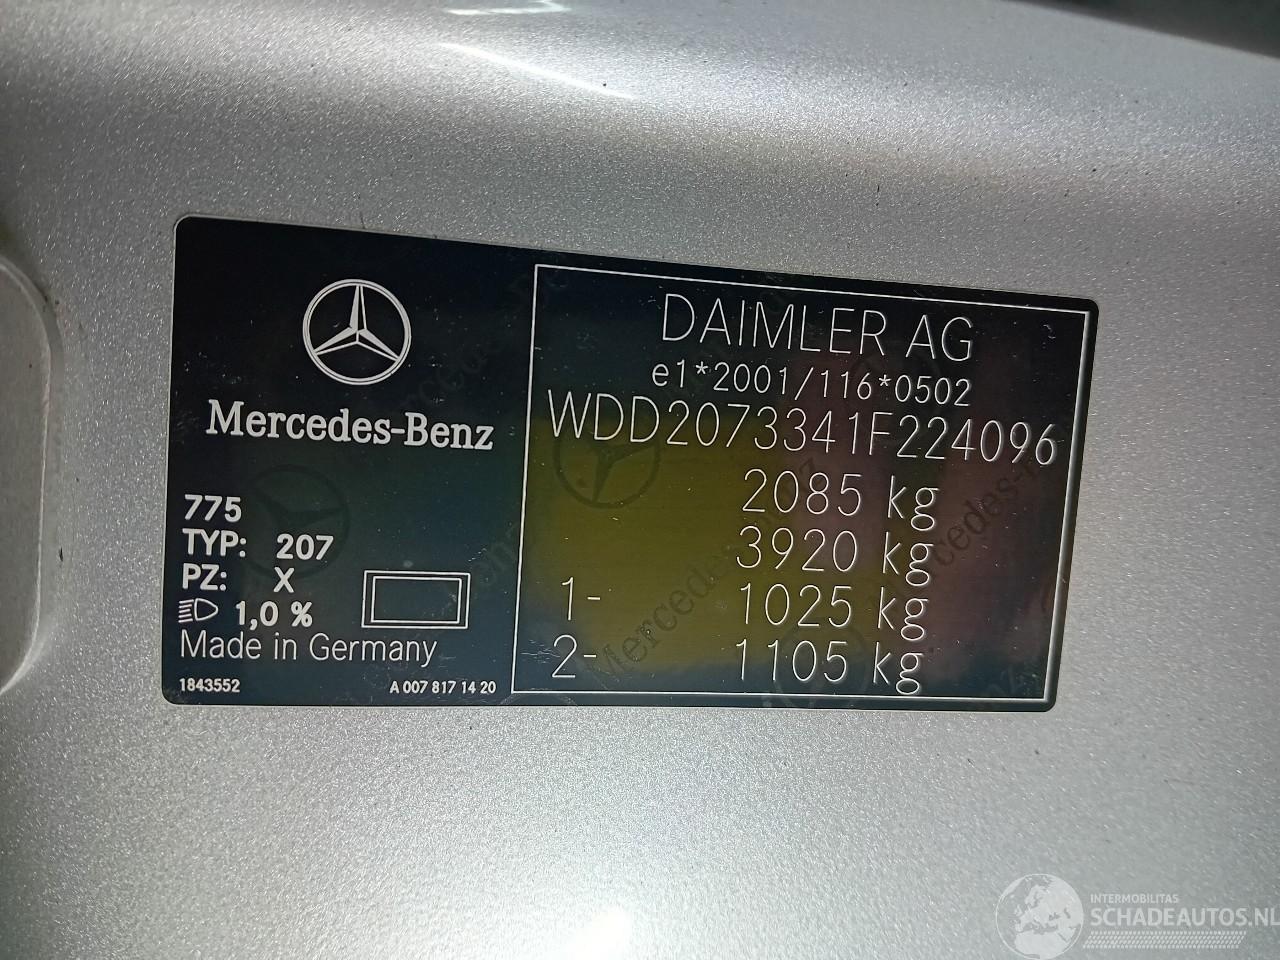 Mercedes-Benz
775
TYP: 207
PZ: X
1,0 %
Made in Germany
1843552
A 007 817 14 20
DAIMLER AG
e1*2001/116*0502
WDD2073341F224096
2085 kg
3920 kg
1- 1025 kg
2- 1105 kg
INTERMOBILITAS
SCHADEAUTOS.NL